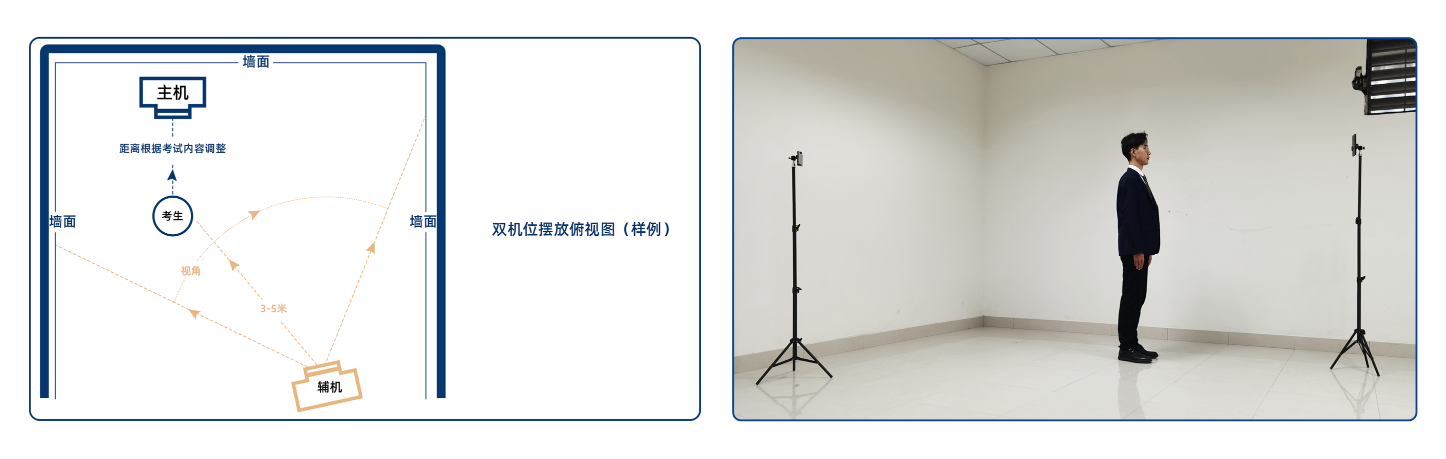 墙面
主机
距离根据考试内容调整
考生
墙面
墙面
双机位摆放俯视图（样例）
视角
3-5米
辅机